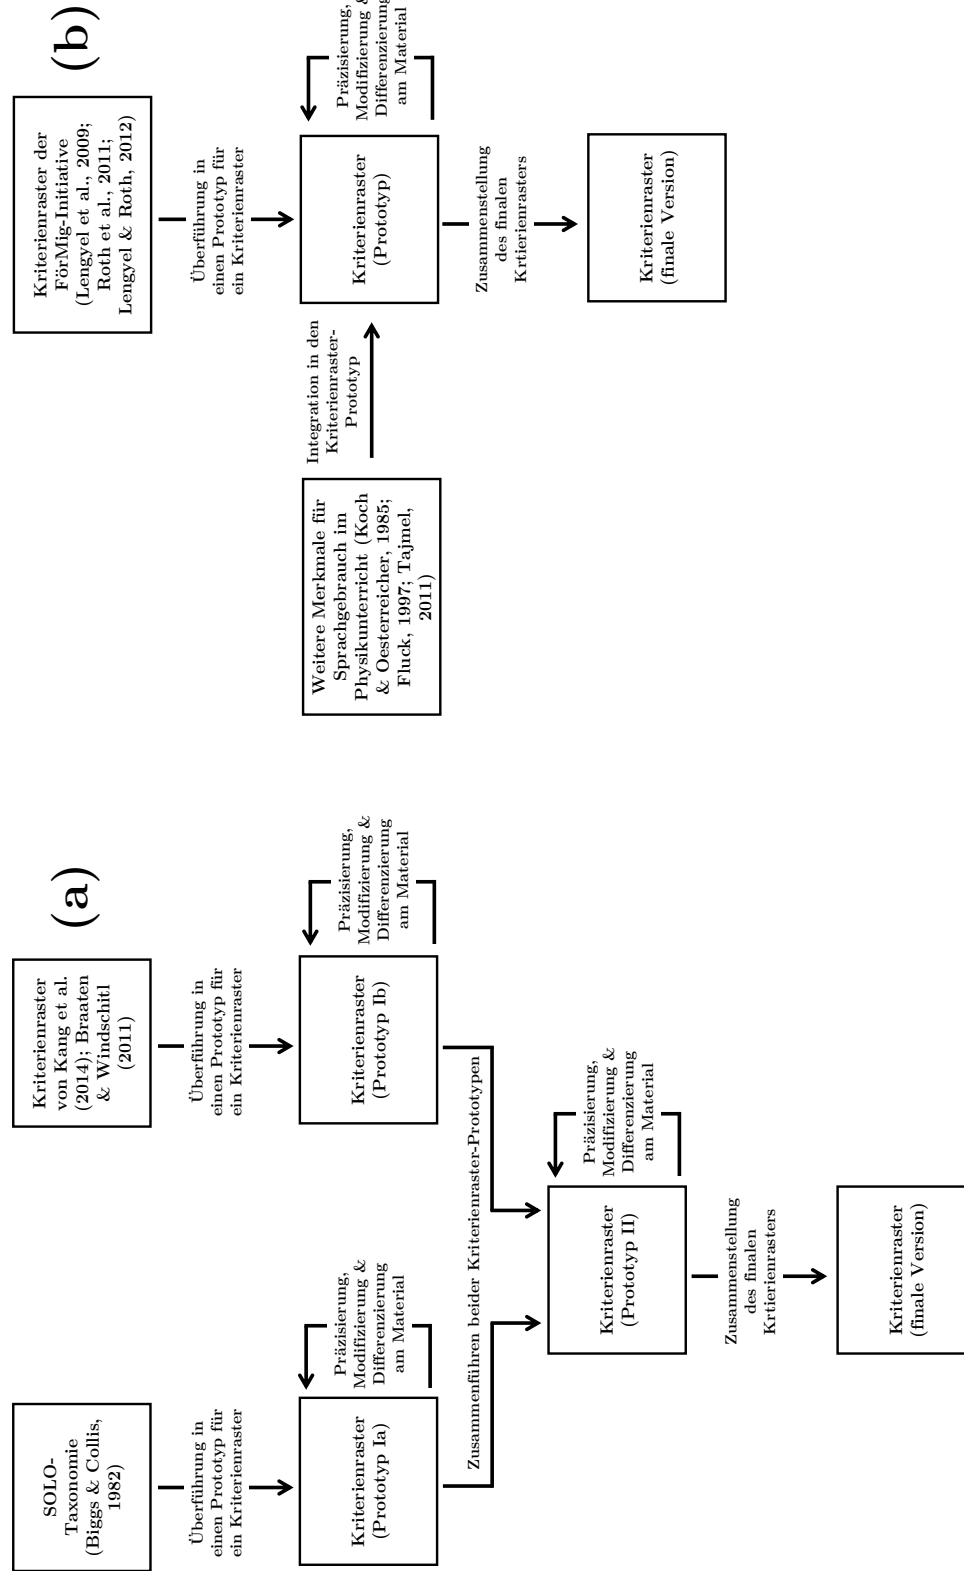 (a)
SOLO-
Taxonomie
(Biggs & Collis,
1982)
Überführung in
einen Prototyp für
ein Kriterienraster
Kriterienraster
(Prototyp Ia)
Präzisierung,
Modifizierung &
Differenzierung
am Material
Kriterienraster
von Kang et al.
(2014); Braaten
& Windschitl
(2011)
Überführung in
einen Prototyp für
ein Kriterienraster
Kriterienraster
(Prototyp Ib)
Präzisierung,
Modifizierung &
Differenzierung
am Material
Zusammenführen beider Kriterienraster-Prototypen
Kriterienraster
(Prototyp II)
Präzisierung,
Modifizierung &
Differenzierung
am Material
Zusammenstellung
des finalen
Krtierienrasters
Kriterienraster
(finale Version)
(b)
Kriterienraster der
FörMig-Initiative
(Lengyel et al., 2009;
Roth et al., 2011;
Lengyel & Roth, 2012)
Überführung in
einen Prototyp für
ein Kriterienraster
Weitere Merkmale für
Sprachgebrauch im
Physikunterricht (Koch
& Oesterreicher, 1985;
Fluck, 1997; Tajmel,
2011)
Integration in den
Kriterienraster-
Prototyp
Kriterienraster
(Prototyp)
Präzisierung,
Modifizierung &
Differenzierung
am Material
Zusammenstellung
des finalen
Krtierienrasters
Kriterienraster
(finale Version)